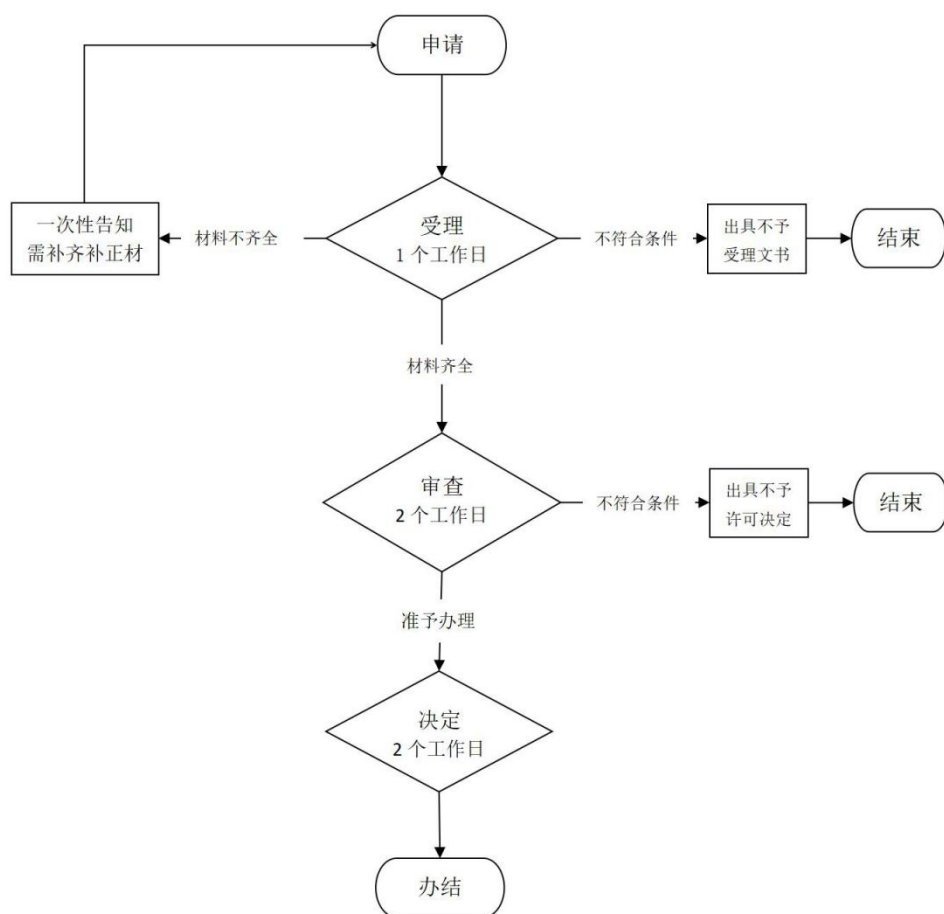 申请
一次性告知
需补齐补正材
材料不齐全
受理
1 个工作日
不符合条件
出具不予
受理文书
结束
材料齐全
审查
2 个工作日
不符合条件
出具不予
许可决定
结束
准予办理
决定
2 个工作日
办结